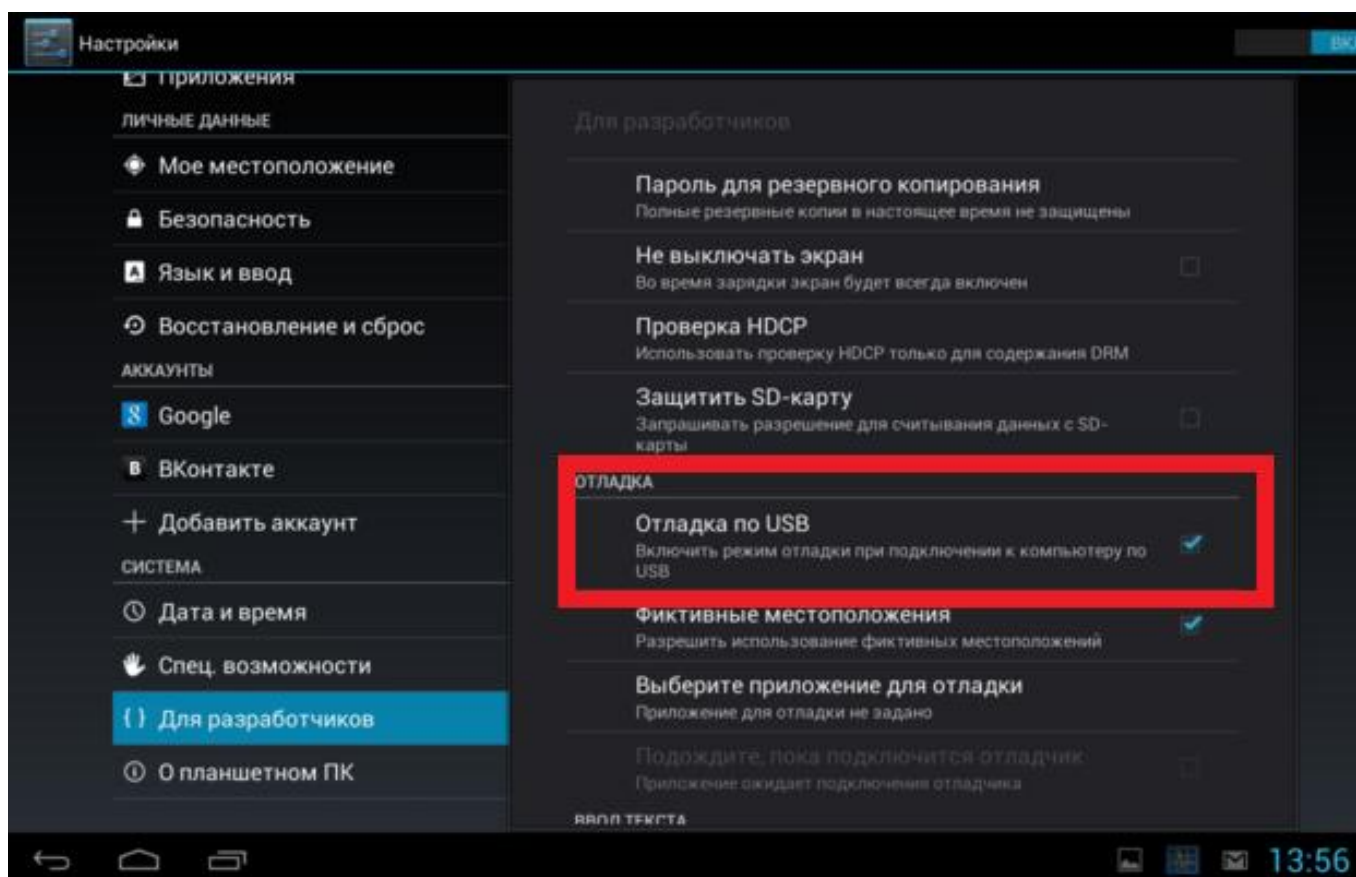 Настройки
ВКЛ
Приложения
ЛИЧНЫЕ ДАННЫЕ
Мое местоположение
Безопасность
Язык и ввод
Восстановление и сброс
АККАУНТЫ
Google
ВКонтакте
Добавить аккаунт
СИСТЕМА
Дата и время
Спец. возможности
{ } Для разработчиков
О планшетном ПК
Для разработчиков
Пароль для резервного копирования
Полные резервные копии в настоящее время не защищены
Не выключать экран
Во время зарядки экран будет всегда включен
Проверка HDCP
Использовать проверку HDCP только для содержания DRM
Защитить SD-карту
Запрашивать разрешение для считывания данных с SD-
карты
ОТЛАДКА
Отладка по USB
Включить режим отладки при подключении к компьютеру по
USB
Фиктивные местоположения
Разрешить использование фиктивных местоположений
Выберите приложение для отладки
Приложение для отладки не задано
Подождите, пока подключится отладчик
Приложение ожидает подключения отладчика
ВВОД ТЕКСТА
13:56